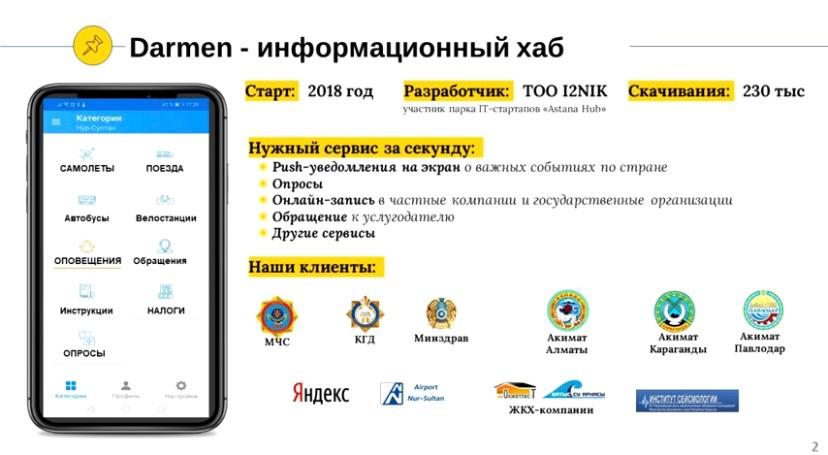 Darmen - информационный хаб
Старт: 2018 год Разработчик: ТОО I2NIK Скачивания: 230 тыс
участник парка IT-стартапов «Astana Hub»
17:29
Категории
Нур-Султан
САМОЛЕТЫ ПОЕЗДА
Автобусы Велостанции
ОПОВЕЩЕНИЯ Обращения
Инструкции НАЛОГИ
ОПРОСЫ
Категории Профиль Настройки
Нужный сервис за секунду:
Push-уведомления на экран о важных событиях по стране
Опросы
Онлайн-запись в частные компании и государственные организации
Обращение к услугодателю
Другие сервисы
Наши клиенты:
МЧС КГД Минздрав Акимат Алматы Акимат Караганды Акимат Павлодар
Яндекс Airport Nur-Sultan
ЖКХ-компании
ИНСТИТУТ СЕЙСМОЛОГИИ
2